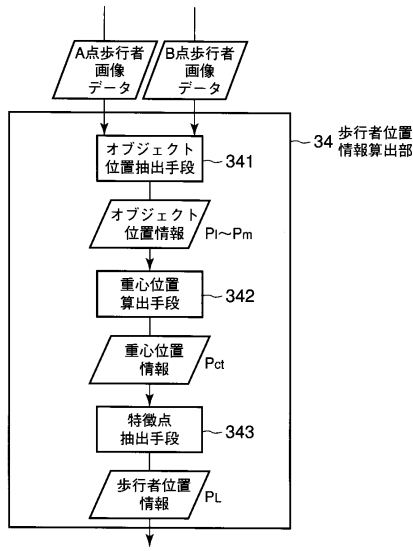 A点歩行者
画像
データ
B点歩行者
画像
データ
34 歩行者位置
情報算出部
オブジェクト
位置抽出手段
341
オブジェクト
位置情報
Pl〜Pm
重心位置
算出手段
342
重心位置
情報
Pct
特徴点
抽出手段
343
歩行者位置
情報
PL